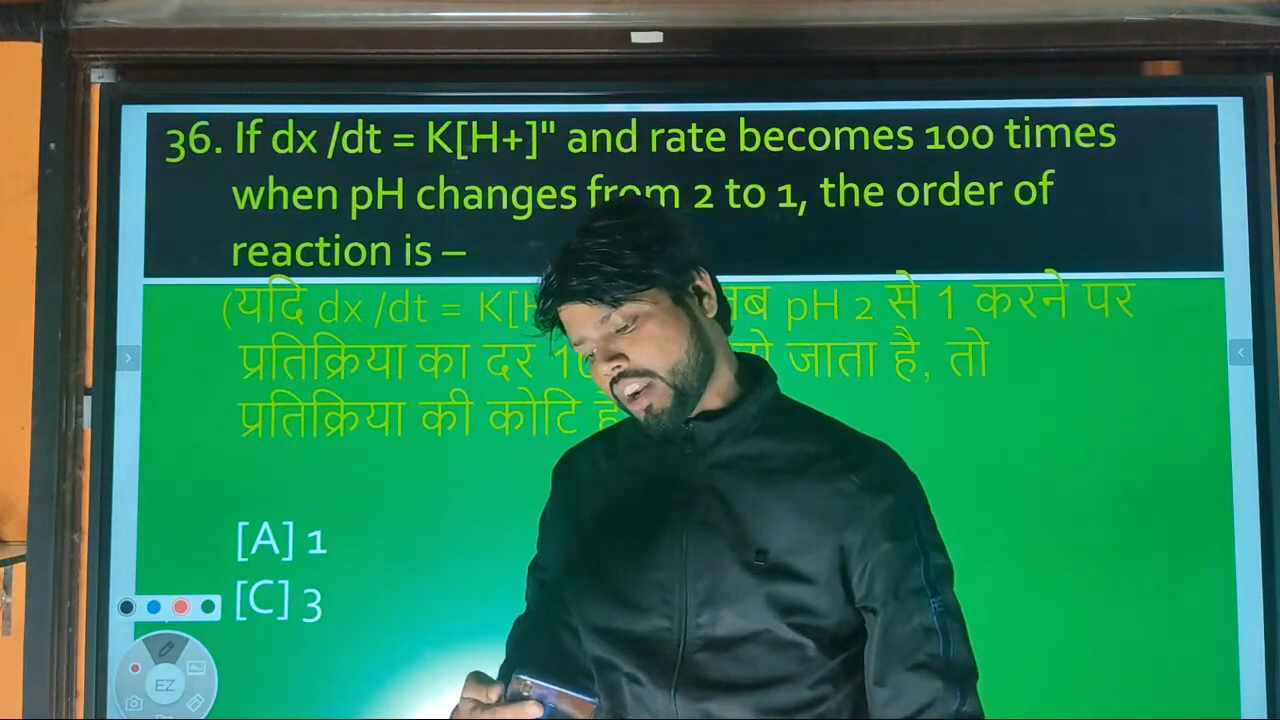 36. If dx /dt = K[H+]" and rate becomes 100 times
when pH changes from 2 to 1, the order of
reaction is –
(यदि dx /dt = K[H pH 2 से 1 करने पर
प्रतिक्रिया का दर जाता है, तो
प्रतिक्रिया की कोटि
[A] 1
[C] 3
EZ